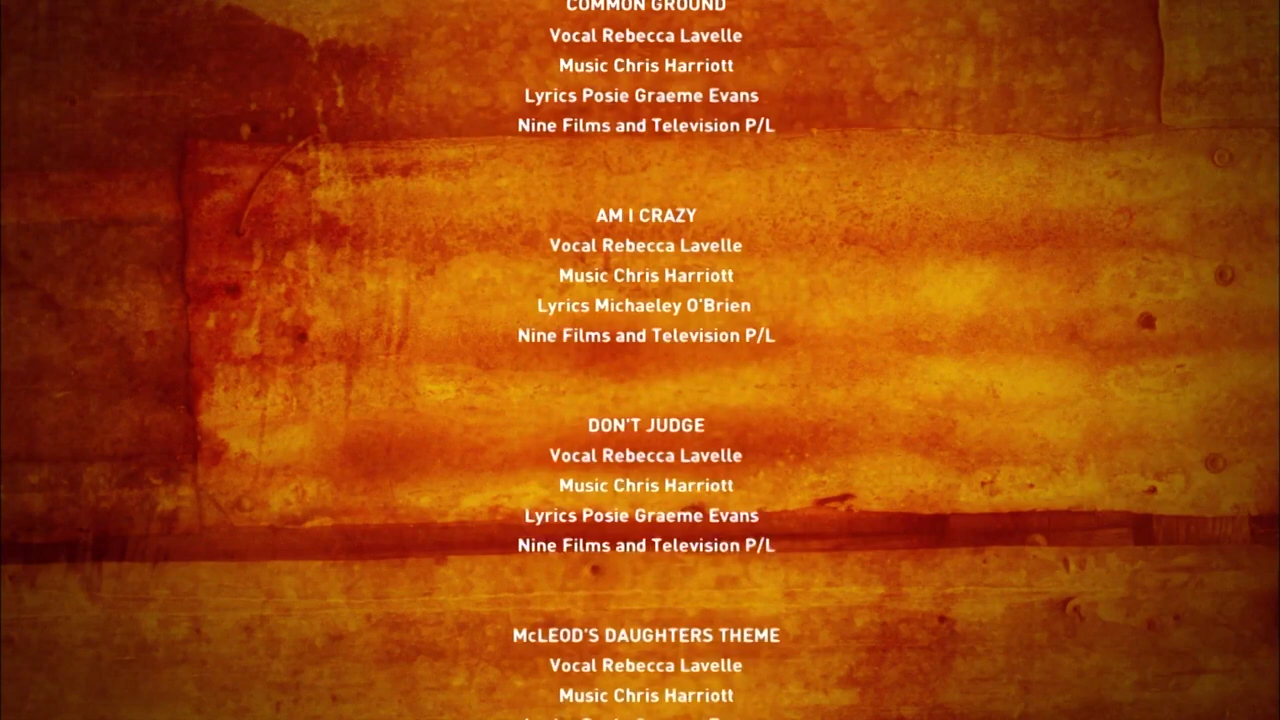 COMMON GROUND
Vocal Rebecca Lavelle
Music Chris Harriott
Lyrics Posie Graeme Evans
Nine Films and Television P/L
AM I CRAZY
Vocal Rebecca Lavelle
Music Chris Harriott
Lyrics Michaeley O'Brien
Nine Films and Television P/L
DON'T JUDGE
Vocal Rebecca Lavelle
Music Chris Harriott
Lyrics Posie Graeme Evans
Nine Films and Television P/L
McLEOD'S DAUGHTERS THEME
Vocal Rebecca Lavelle
Music Chris Harriott